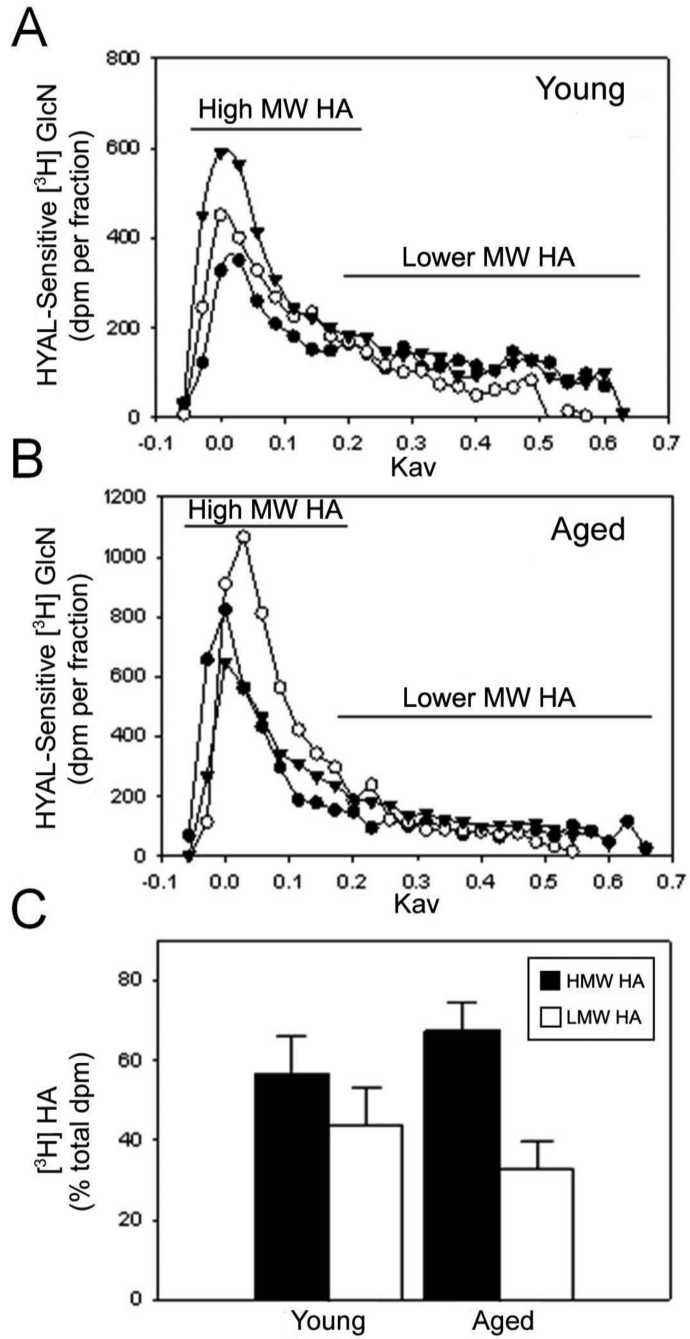 A
HYAL-Sensitive [³H] GlcN
(dpm per fraction)
800
600
400
200
0
Young
High MW HA
Lower MW HA
-0.1 0.0 0.1 0.2 0.3 0.4 0.5 0.6 0.7
Kav
B
HYAL-Sensitive [³H] GlcN
(dpm per fraction)
1200
1000
800
600
400
200
0
High MW HA
Aged
Lower MW HA
-0.1 0.0 0.1 0.2 0.3 0.4 0.5 0.6 0.7
Kav
C
[³H] HA
(% total dpm)
80
60
40
20
0
HMW HA
LMW HA
Young Aged